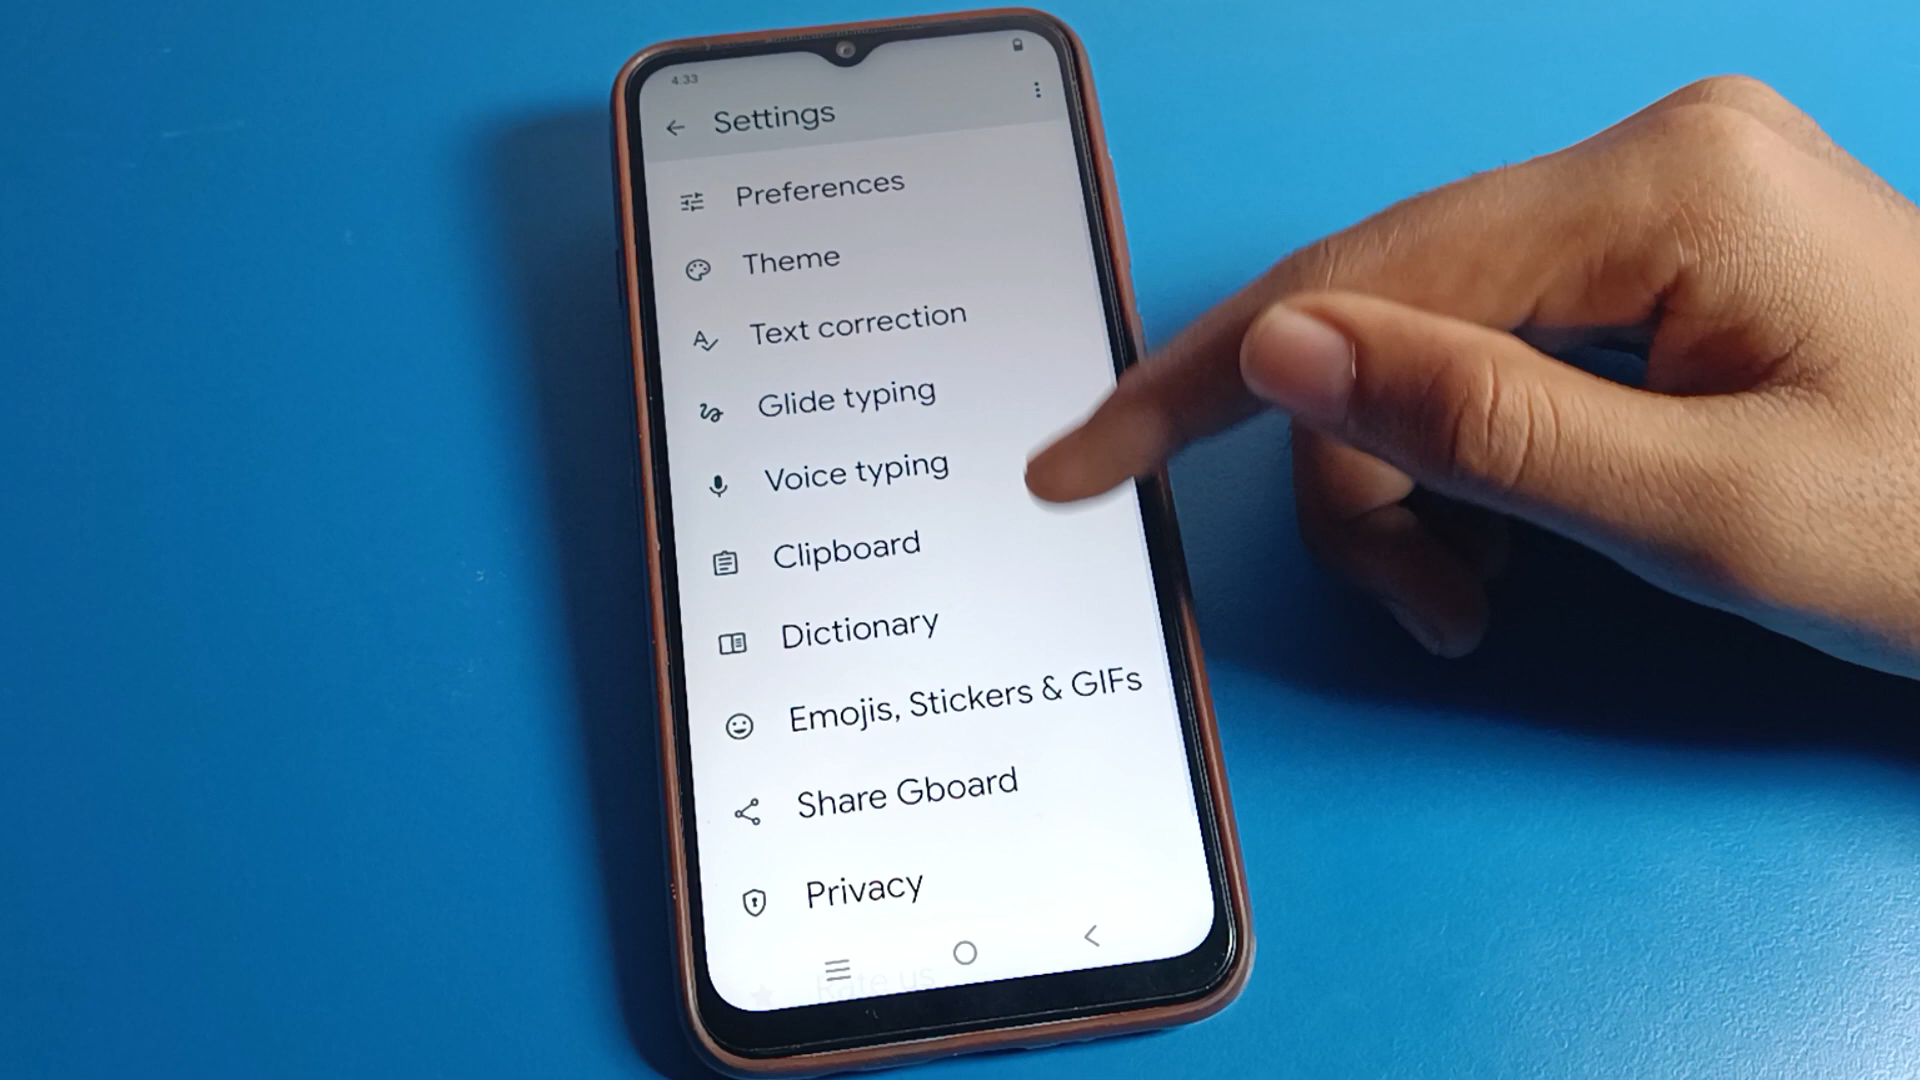 4:33
Settings
Preferences
Theme
Text correction
Glide typing
Voice typing
Clipboard
Dictionary
Emojis, Stickers & GIFs
Share Gboard
Privacy
Rate us